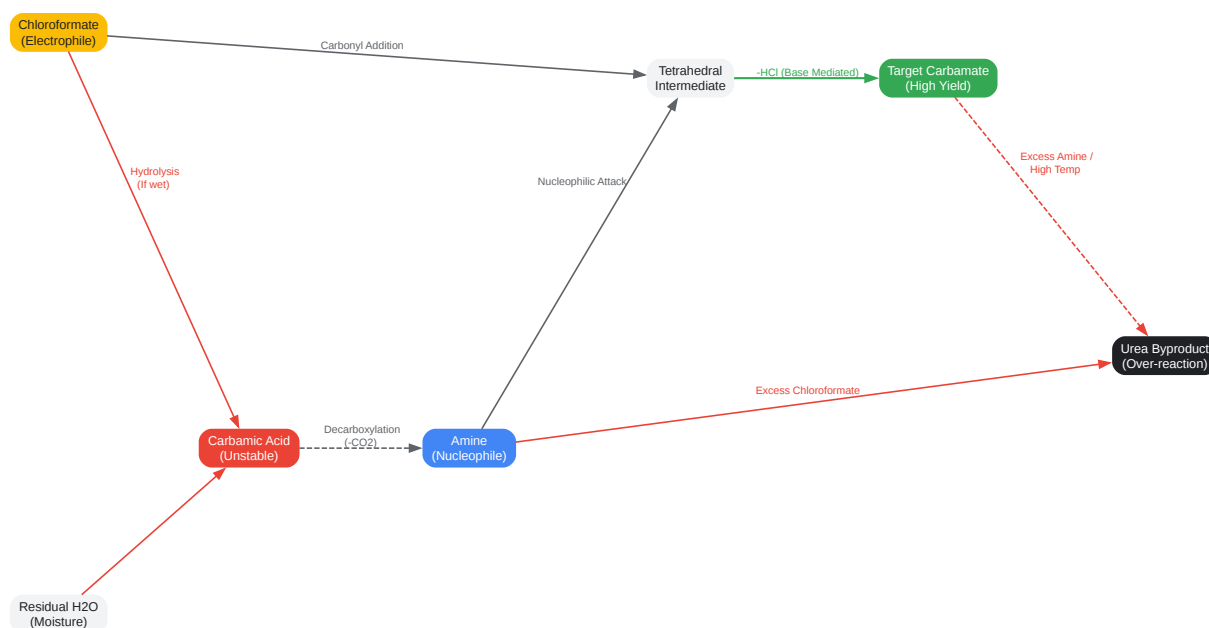 Chloroformate
(Electrophile)
Carbonyl Addition
Tetrahedral
Intermediate
-HCl (Base Mediated)
Target Carbamate
(High Yield)
Hydrolysis
(If wet)
Nucleophilic Attack
Excess Amine /
High Temp
Urea Byproduct
(Over-reaction)
Excess Chloroformate
Carbamic Acid
(Unstable)
Decarboxylation
(-CO2)
Amine
(Nucleophile)
Residual H2O
(Moisture)